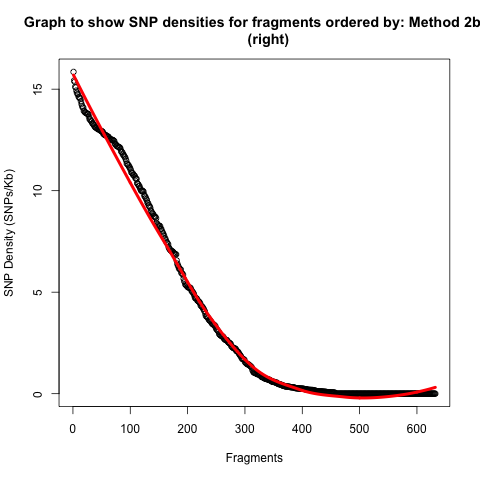 Graph to show SNP densities for fragments ordered by: Method 2b
(right)
SNP Density (SNPs/Kb)
15
10
5
0
0 100 200 300 400 500 600
Fragments